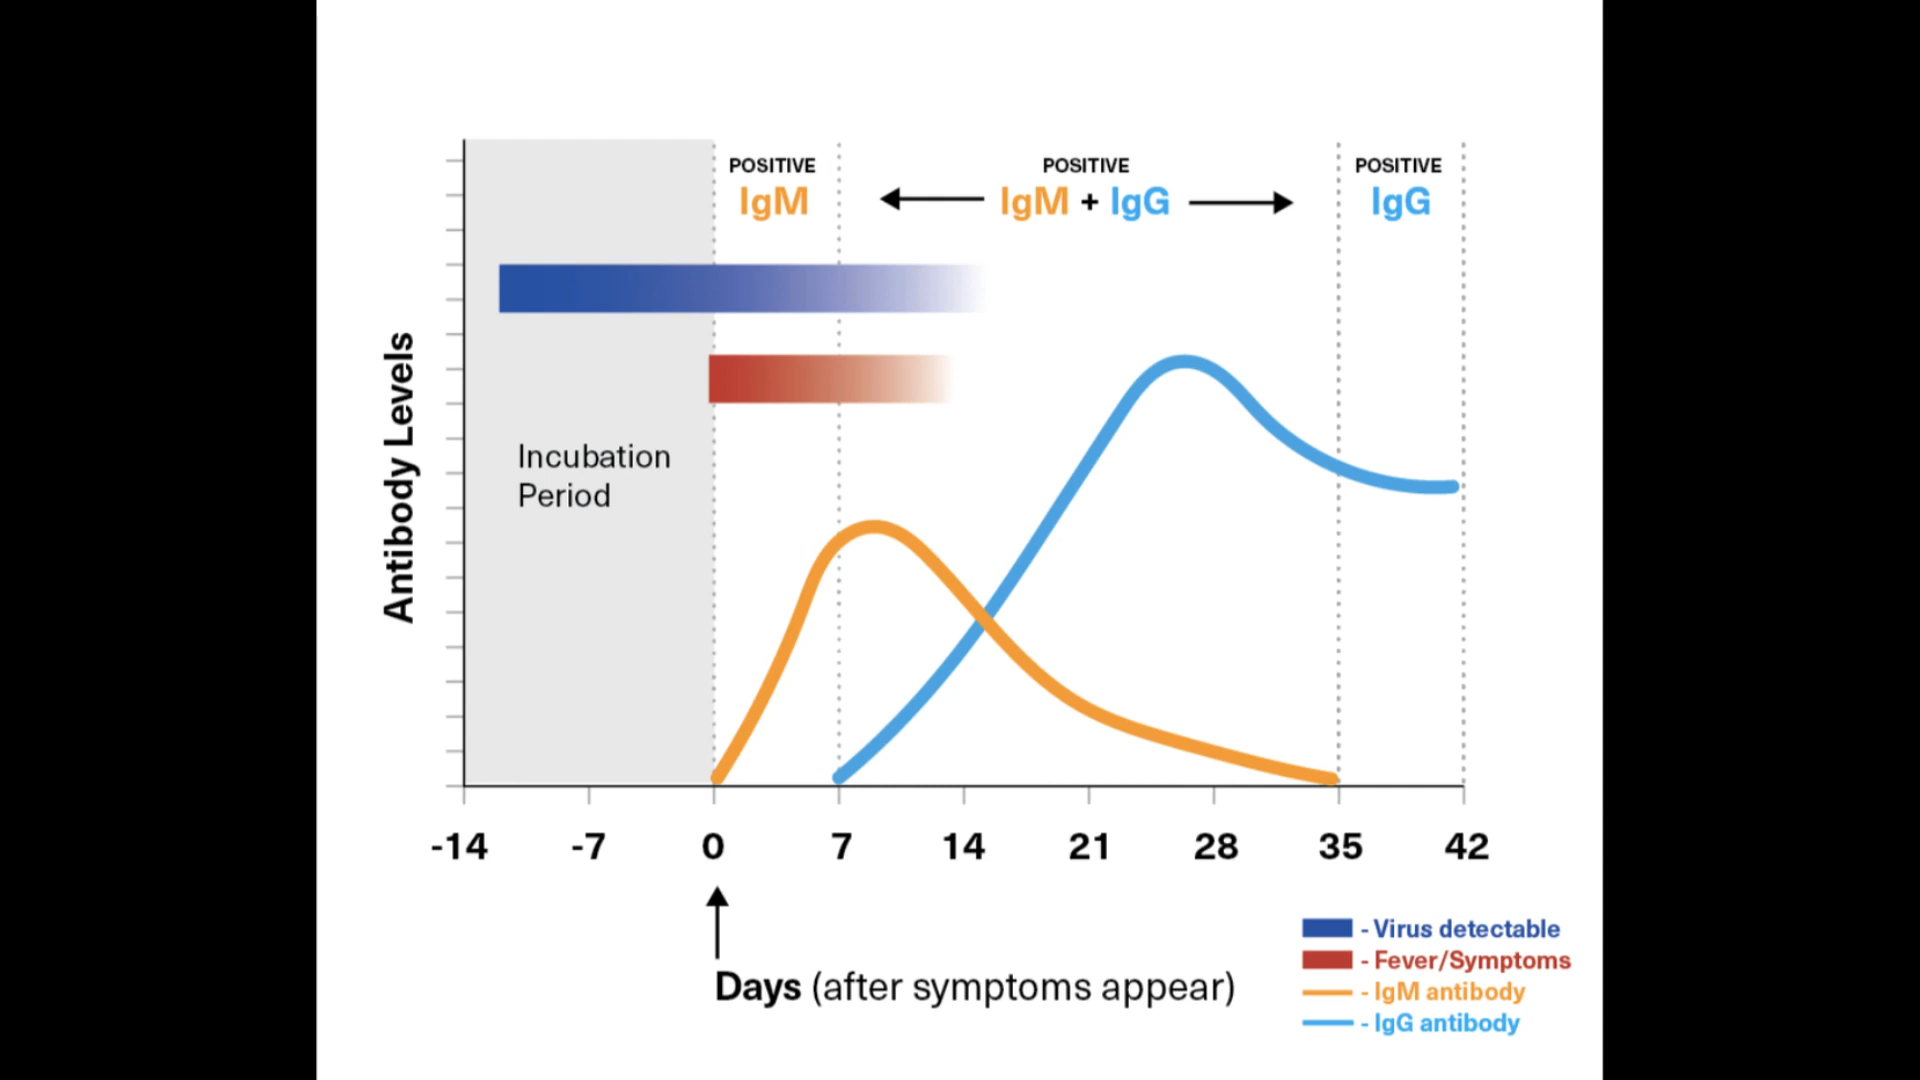 POSITIVE
IgM
POSITIVE
IgM + IgG
POSITIVE
IgG
Antibody Levels
Incubation
Period
-14 -7 0 7 14 21 28 35 42
Days (after symptoms appear)
- Virus detectable
- Fever/Symptoms
- IgM antibody
- IgG antibody